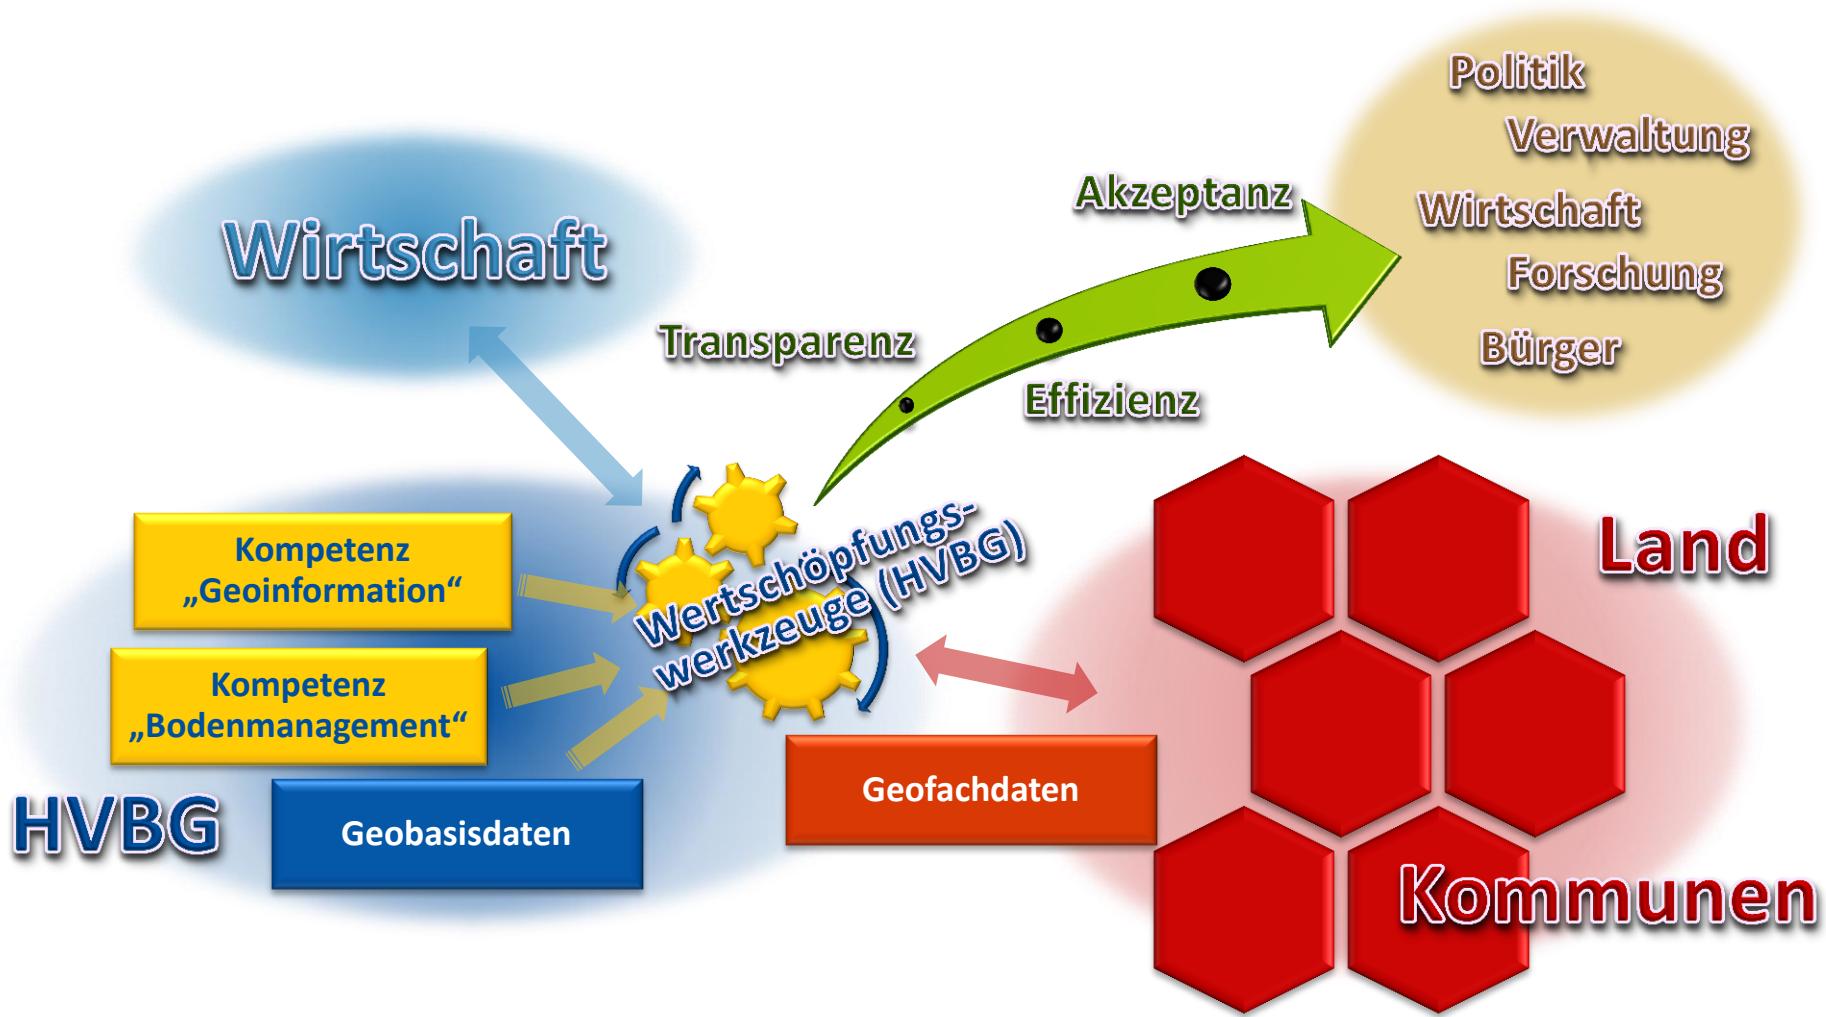 Politik
Verwaltung
Wirtschaft
Forschung
Bürger
Akzeptanz
Wirtschaft
Transparenz
Effizienz
Kompetenz
„Geoinformation“
Wertschöpfungs-
werkzeuge (HVBG)
Land
Kompetenz
„Bodenmanagement“
Geofachdaten
HVBG
Geobasisdaten
Kommunen